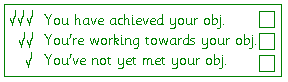 √√√ You have achieved your obj.
√√ You're working towards your obj.
√ You've not yet met your obj.